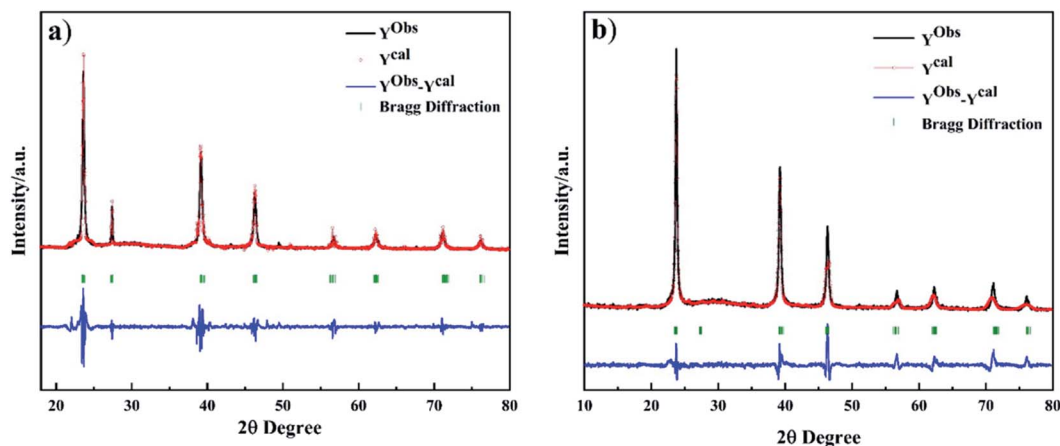 a)
Y^Obs
Y^cal
Y^Obs-Y^cal
Bragg Diffraction
Intensity/a.u.
20 30 40 50 60 70 80
2θ Degree
b)
Y^Obs
Y^cal
Y^Obs-Y^cal
Bragg Diffraction
Intensity/a.u.
10 20 30 40 50 60 70 80
2θ Degree